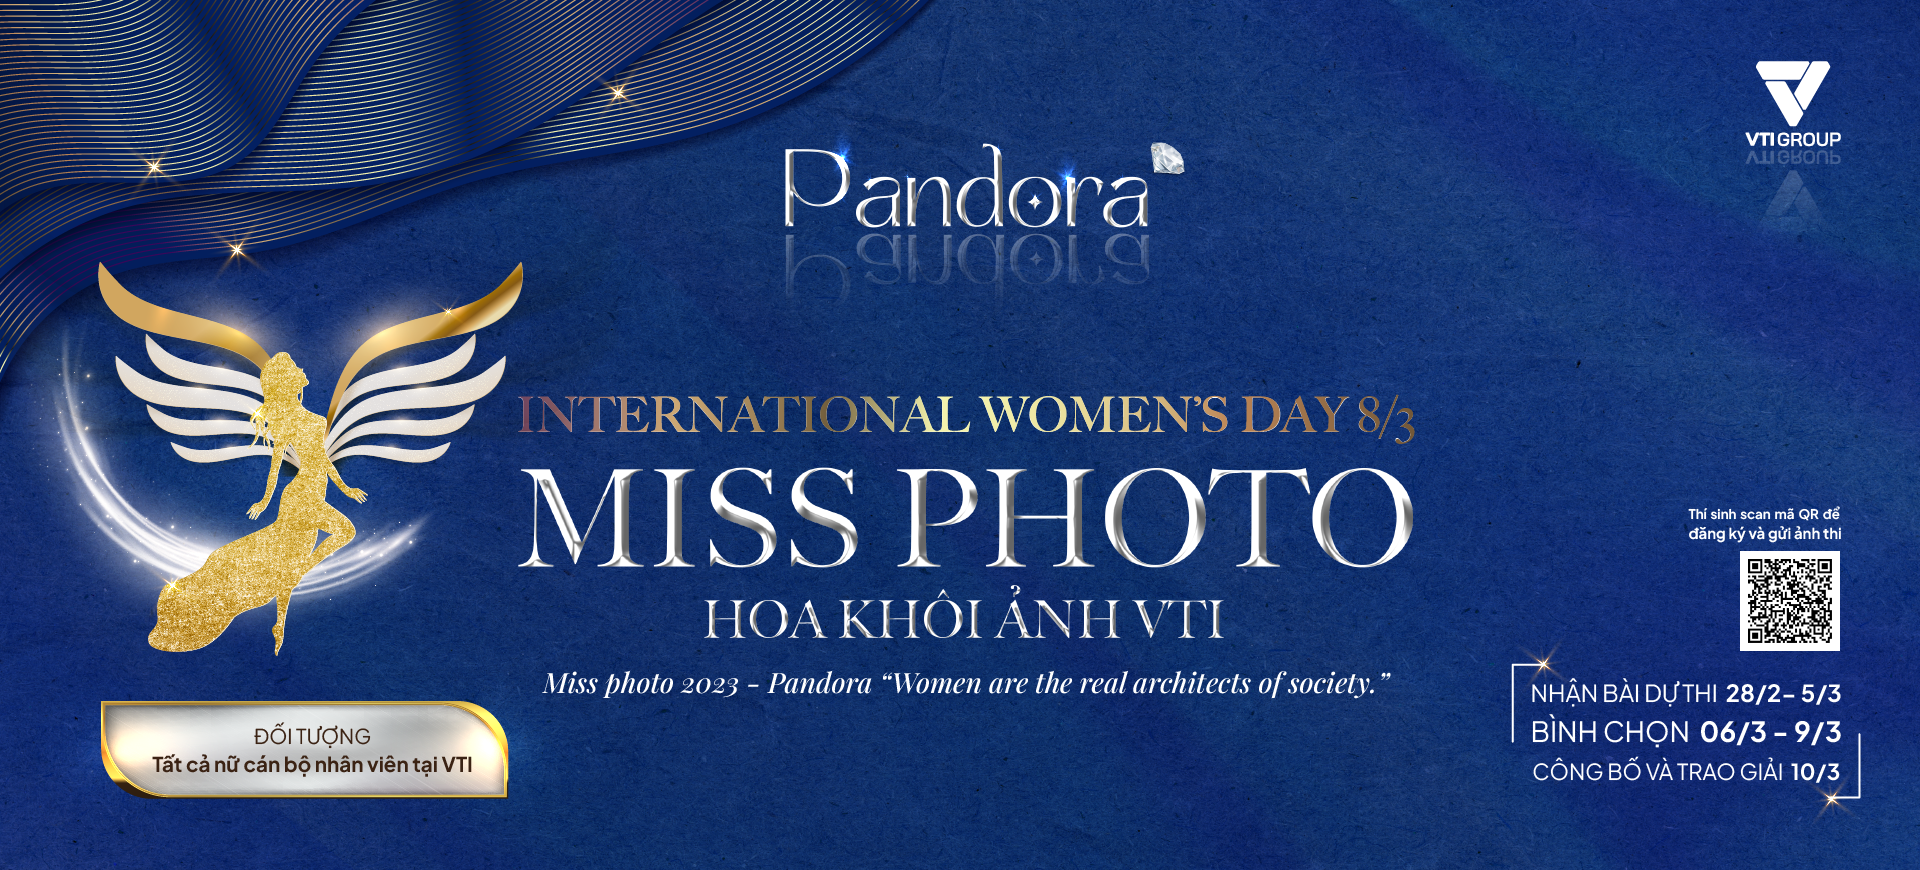 VTI GROUP
Pandora
INTERNATIONAL WOMEN'S DAY 8/3
MISS PHOTO
HOA KHÔI ẢNH VTI
Miss photo 2023 - Pandora “Women are the real architects of society.”
ĐỐI TƯỢNG
Tất cả nữ cán bộ nhân viên tại VTI
Thí sinh scan mã QR để
đăng ký và gửi ảnh thi
NHẬN BÀI DỰ THI 28/2- 5/3
BÌNH CHỌN 06/3 - 9/3
CÔNG BỐ VÀ TRAO GIẢI 10/3